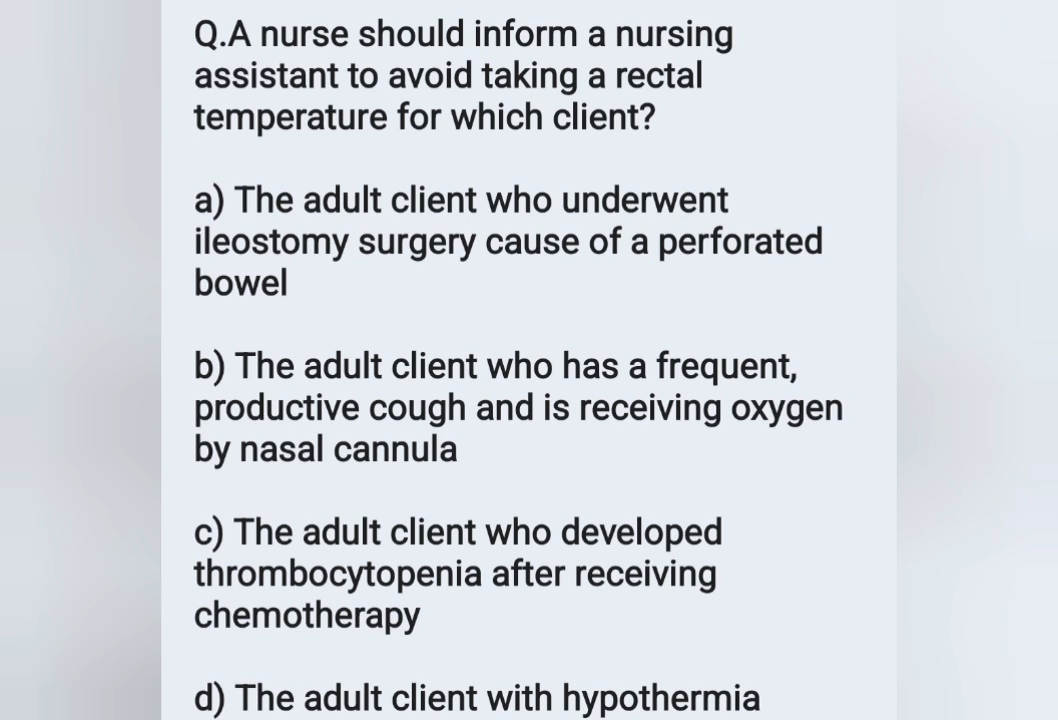 Q.A nurse should inform a nursing
assistant to avoid taking a rectal
temperature for which client?
a) The adult client who underwent
ileostomy surgery cause of a perforated
bowel
b) The adult client who has a frequent,
productive cough and is receiving oxygen
by nasal cannula
c) The adult client who developed
thrombocytopenia after receiving
chemotherapy
d) The adult client with hypothermia